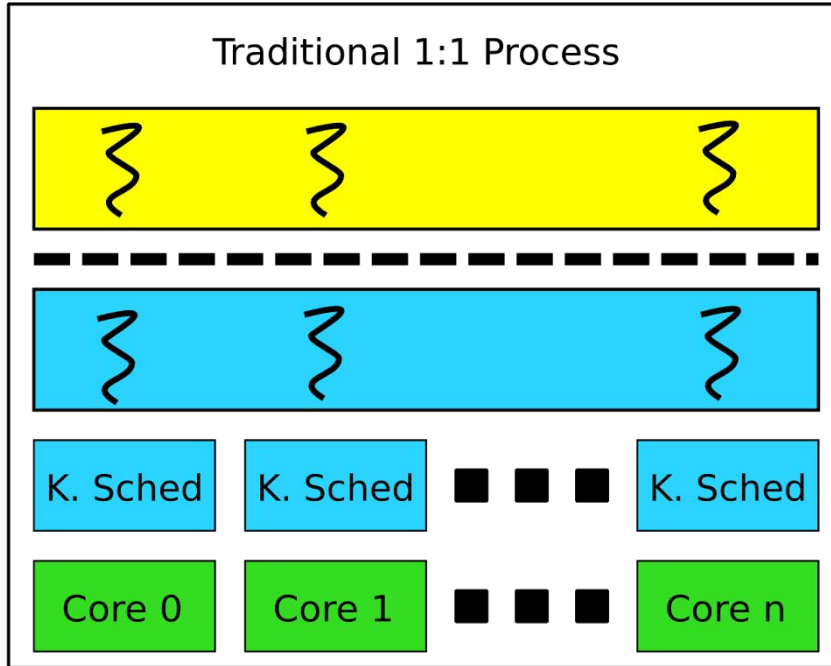 Traditional 1:1 Process
K. Sched K. Sched K. Sched
Core 0 Core 1 Core n